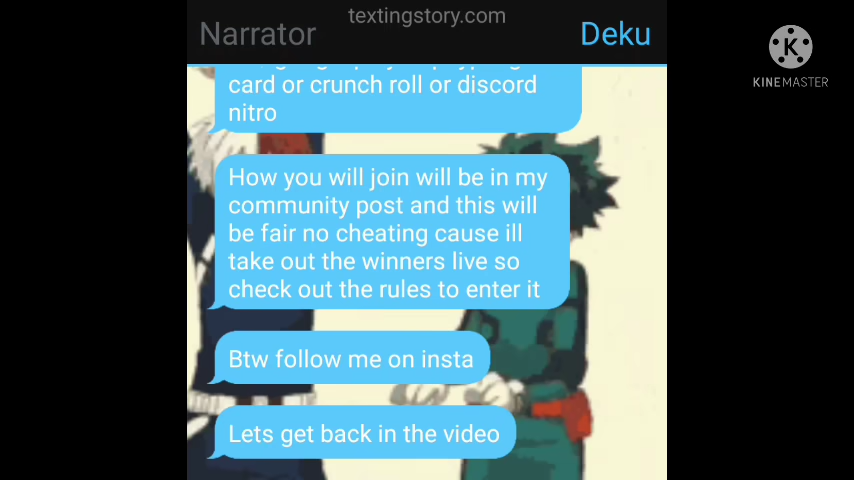 textingstory.com
Narrator
Deku
card or crunch roll or discord
nitro
How you will join will be in my
community post and this will
be fair no cheating cause ill
take out the winners live so
check out the rules to enter it
Btw follow me on insta
Lets get back in the video
K
KINEMASTER